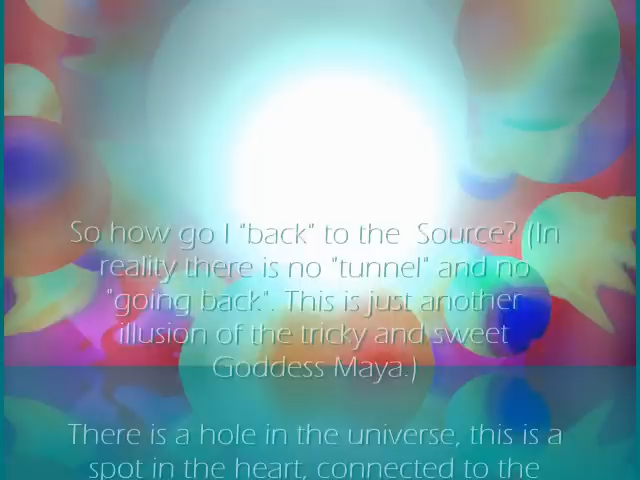 So how go I "back" to the Source? (In
reality there is no "tunnel" and no
"going back". This is just another
illusion of the tricky and sweet
Goddess Maya.)
There is a hole in the universe, this is a
spot in the heart, connected to the